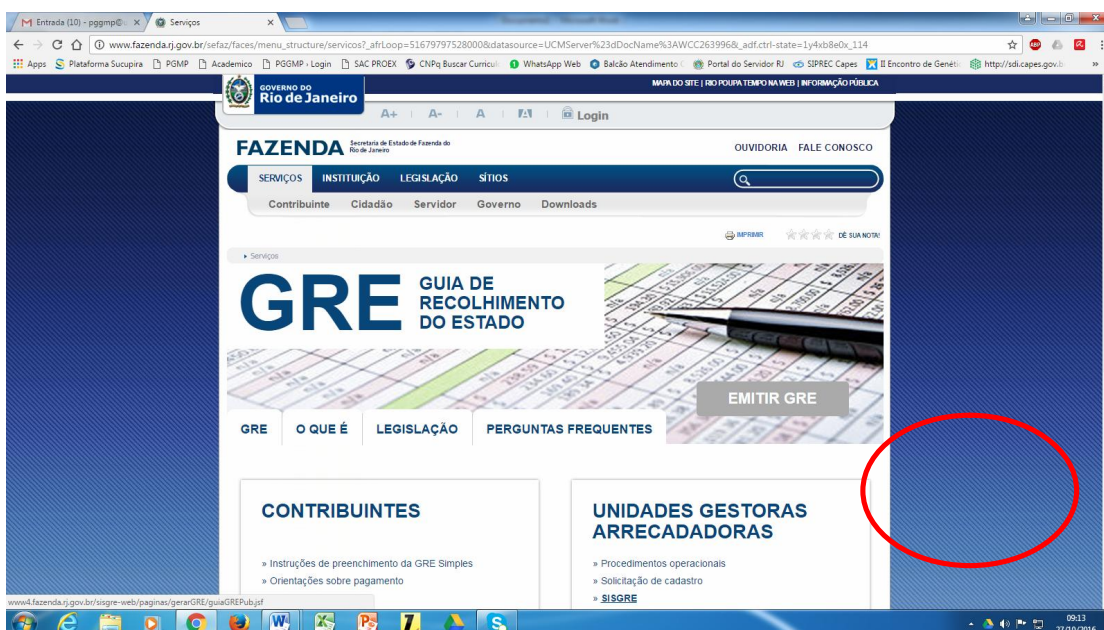 Entrada (10) - pggmp@
Serviços
www.fazenda.rj.gov.br/sefaz/faces/menu_structure/servicos?_afrLoop=51679797528000&datasource=UCMServer%23dDocName%3AWCC263996&_adf.ctrl-state=1y4xb8e0x_114
Apps Plataforma Sucupira PGMP Academico PGGMP - Login SAC PROEX CNPq Buscar Currícul WhatsApp Web Balcão Atendimento Portal do Servidor RJ SIPREC Capes II Encontro de Genéti http://sdi.capes.gov.b »
GOVERNO DO
Rio de Janeiro
MAPA DO SITE | RIO POUPA TEMPO NA WEB | INFORMAÇÃO PÚBLICA
A+ | A- | A | A | Login
FAZENDA Secretaria de Estado de Fazenda do
Rio de Janeiro
OUVIDORIA FALE CONOSCO
SERVIÇOS INSTITUIÇÃO LEGISLAÇÃO SÍTIOS
Contribuinte Cidadão Servidor Governo Downloads
IMPRIMIR DÊ SUA NOTA!
Serviços
GRE GUIA DE
RECOLHIMENTO
DO ESTADO
EMITIR GRE
GRE O QUE É LEGISLAÇÃO PERGUNTAS FREQUENTES
CONTRIBUINTES
» Instruções de preenchimento da GRE Simples
» Orientações sobre pagamento
UNIDADES GESTORAS
ARRECADADORAS
» Procedimentos operacionais
» Solicitação de cadastro
» SISGRE
www4.fazenda.rj.gov.br/sisgre-web/paginas/gerarGRE/guiaGREPub.jsf
09:13
27/10/2016